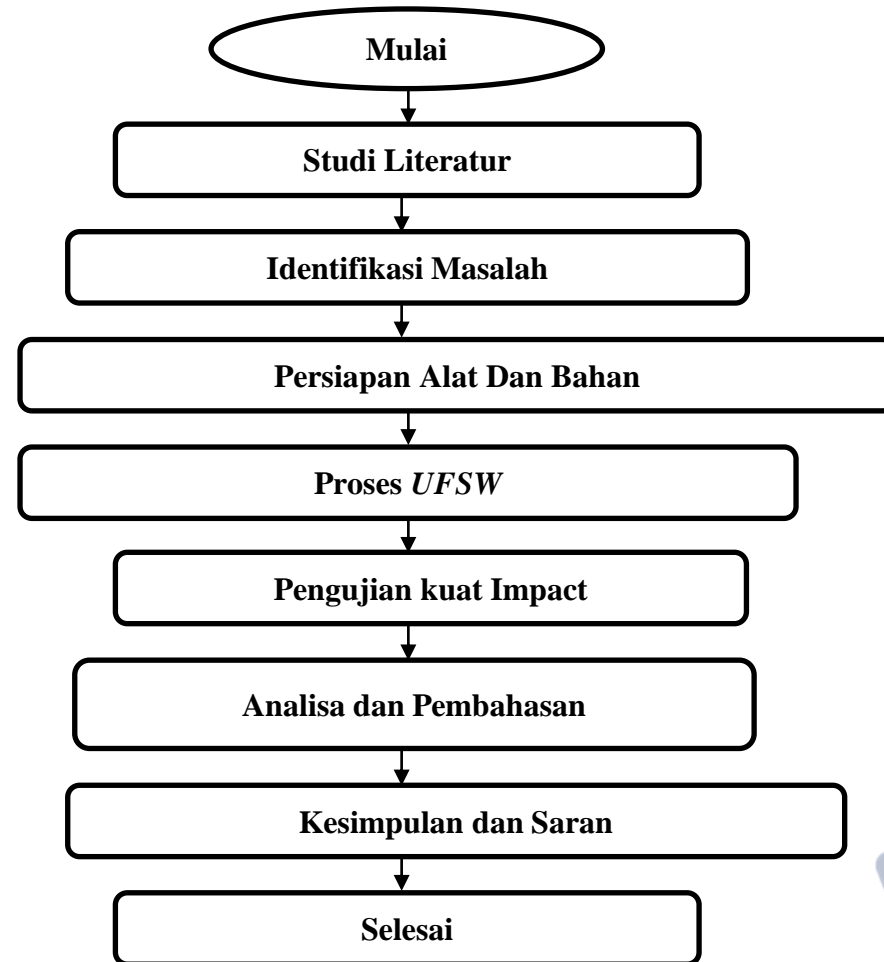 Mulai
Studi Literatur
Identifikasi Masalah
Persiapan Alat Dan Bahan
Proses UFSW
Pengujian kuat Impact
Analisa dan Pembahasan
Kesimpulan dan Saran
Selesai